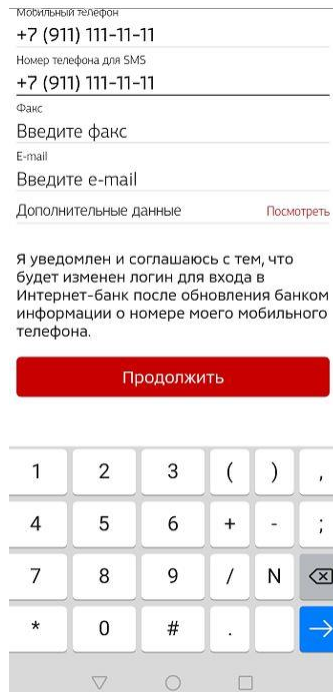 Мобильный телефон
+7 (911) 111-11-11
Номер телефона для SMS
+7 (911) 111-11-11
Факс
Введите факс
E-mail
Введите e-mail
Дополнительные данные Посмотреть
Я уведомлен и соглашаюсь с тем, что
будет изменен логин для входа в
Интернет-банк после обновления банком
информации о номере моего мобильного
телефона.
Продолжить
1 2 3 ( ) ,
4 5 6 + - ;
7 8 9 / N
* 0 # .